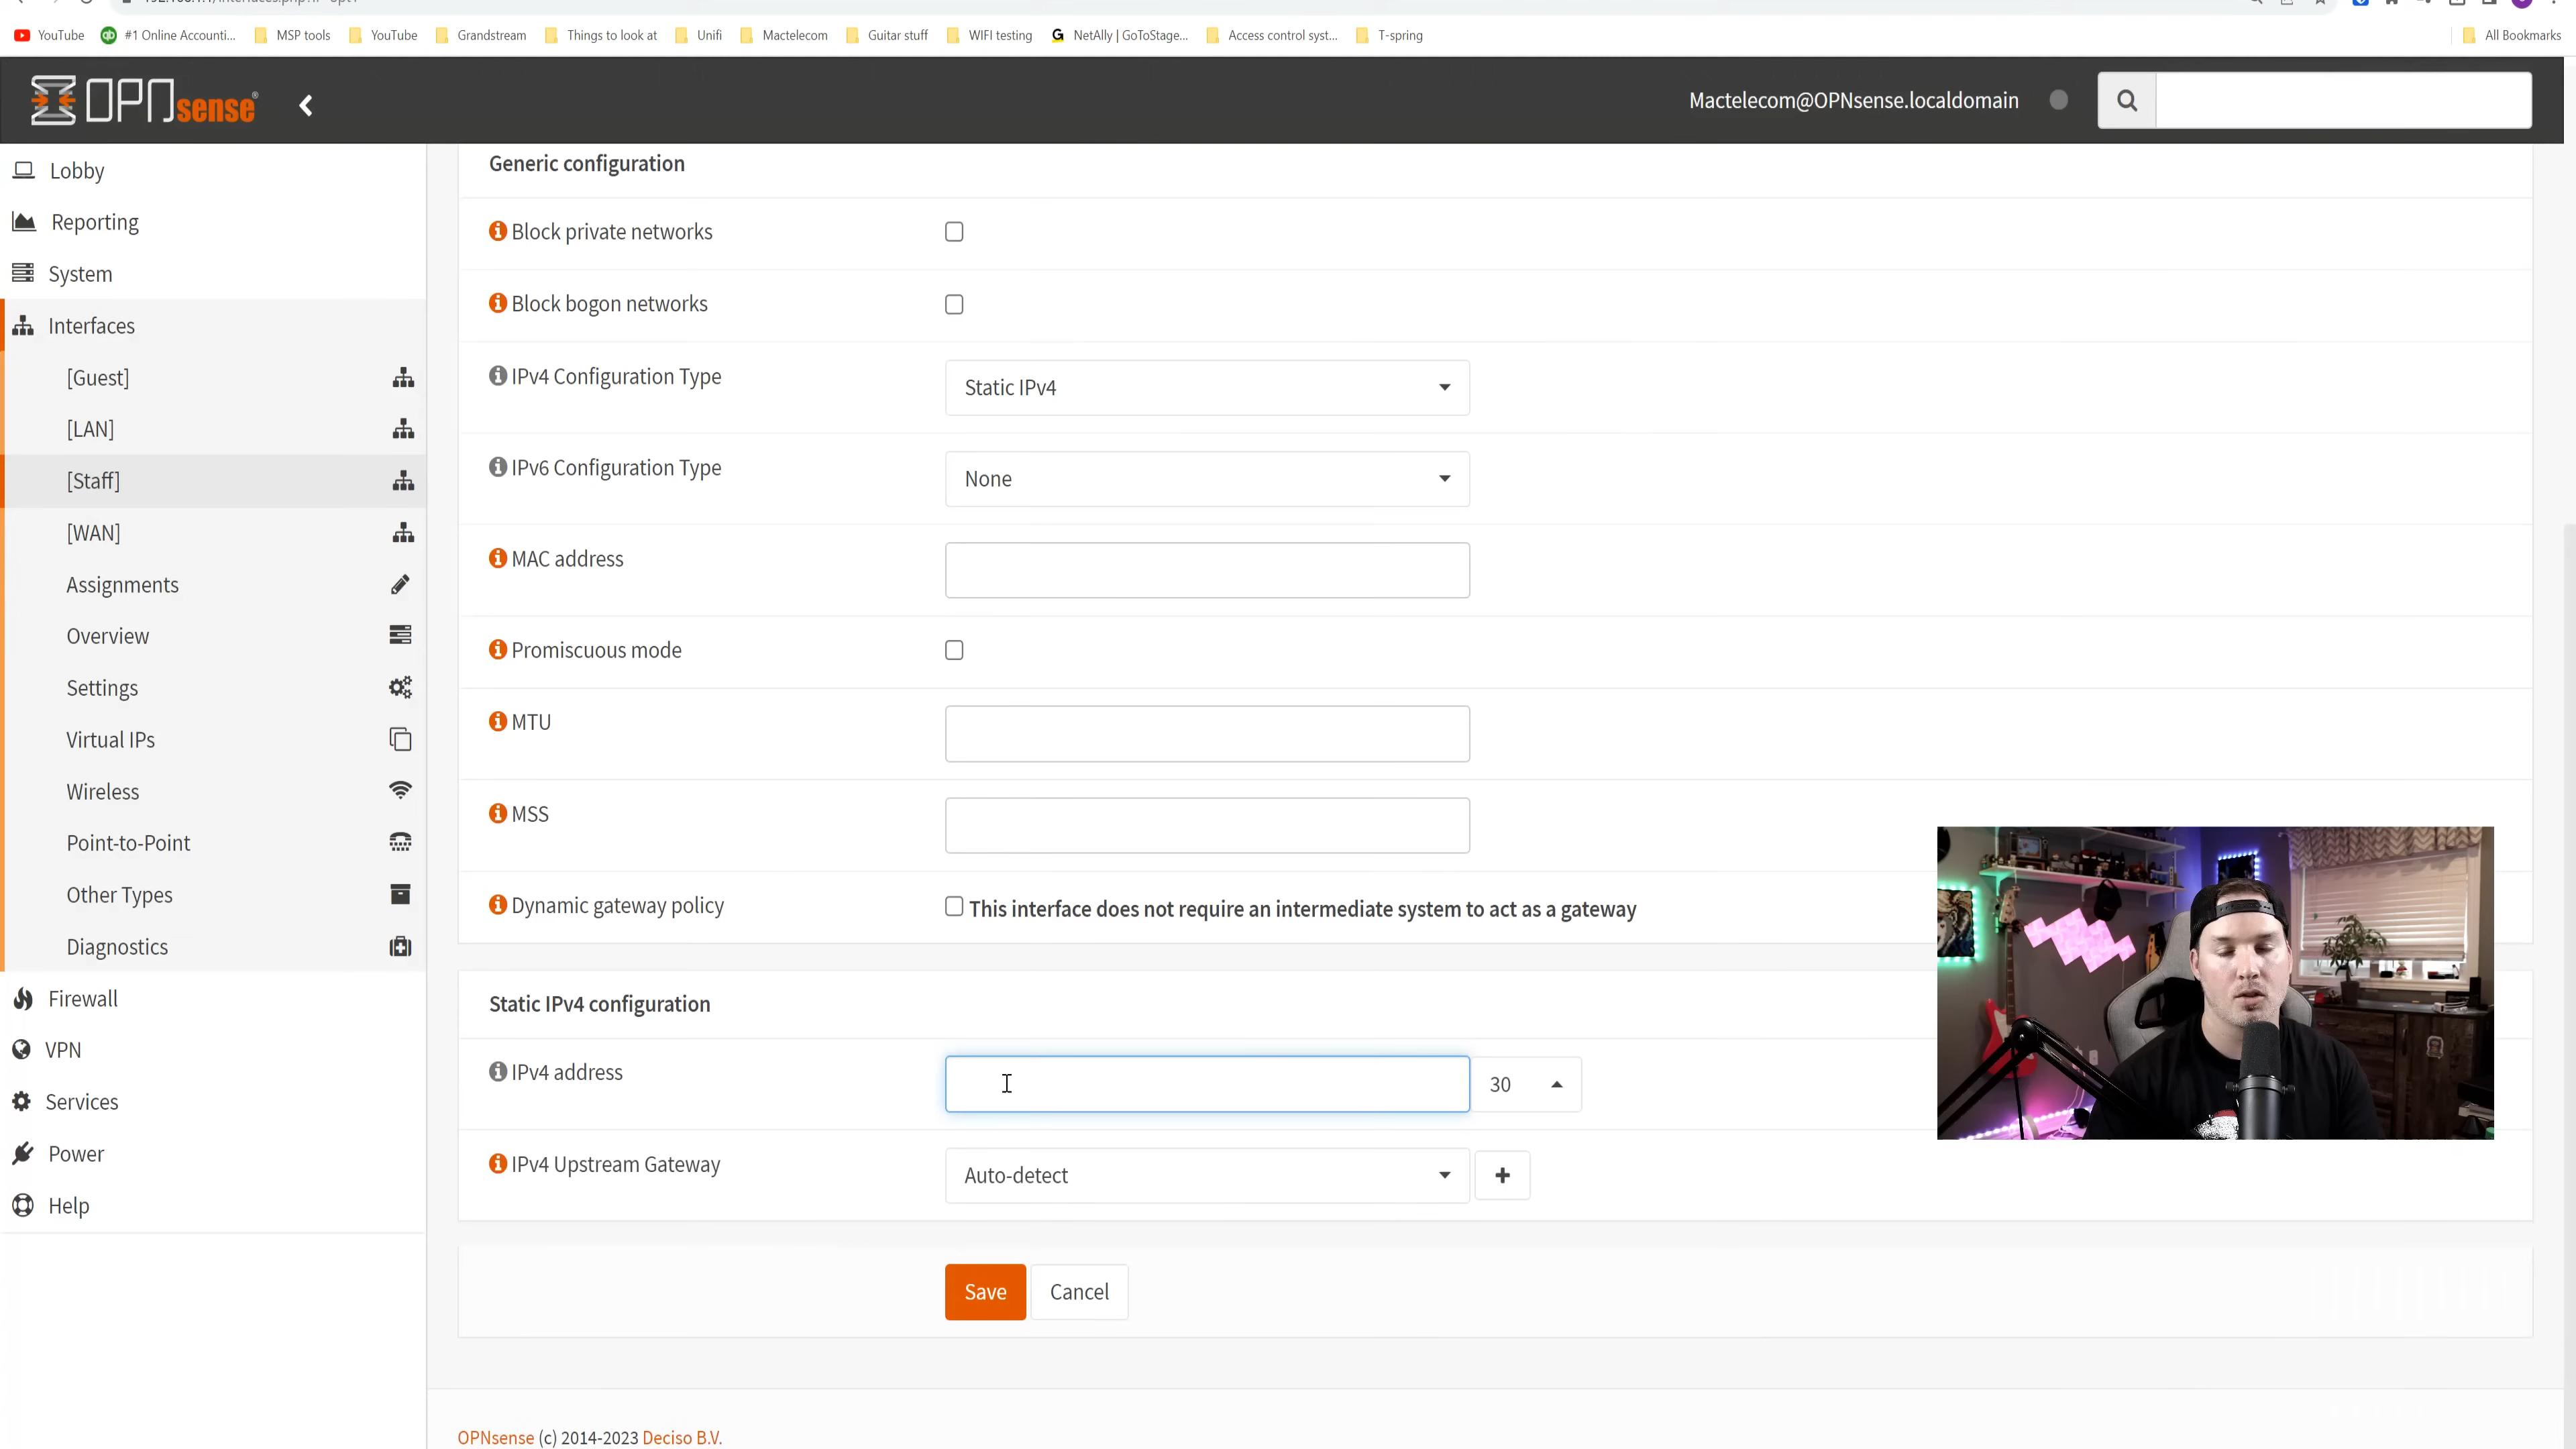 YouTube #1 Online Accounti... MSP tools YouTube Grandstream Things to look at Unifi Mactelecom Guitar stuff WIFI testing NetAlly | GoToStage... Access control syst... T-spring All Bookmarks
OPNsense® Mactelecom@OPNsense.localdomain
Lobby
Reporting
System
Interfaces
[Guest]
[LAN]
[Staff]
[WAN]
Assignments
Overview
Settings
Virtual IPs
Wireless
Point-to-Point
Other Types
Diagnostics
Firewall
VPN
Services
Power
Help
Generic configuration
Block private networks
Block bogon networks
IPv4 Configuration Type Static IPv4
IPv6 Configuration Type None
MAC address
Promiscuous mode
MTU
MSS
Dynamic gateway policy This interface does not require an intermediate system to act as a gateway
Static IPv4 configuration
IPv4 address 30
IPv4 Upstream Gateway Auto-detect
Save Cancel
OPNsense (c) 2014-2023 Deciso B.V.